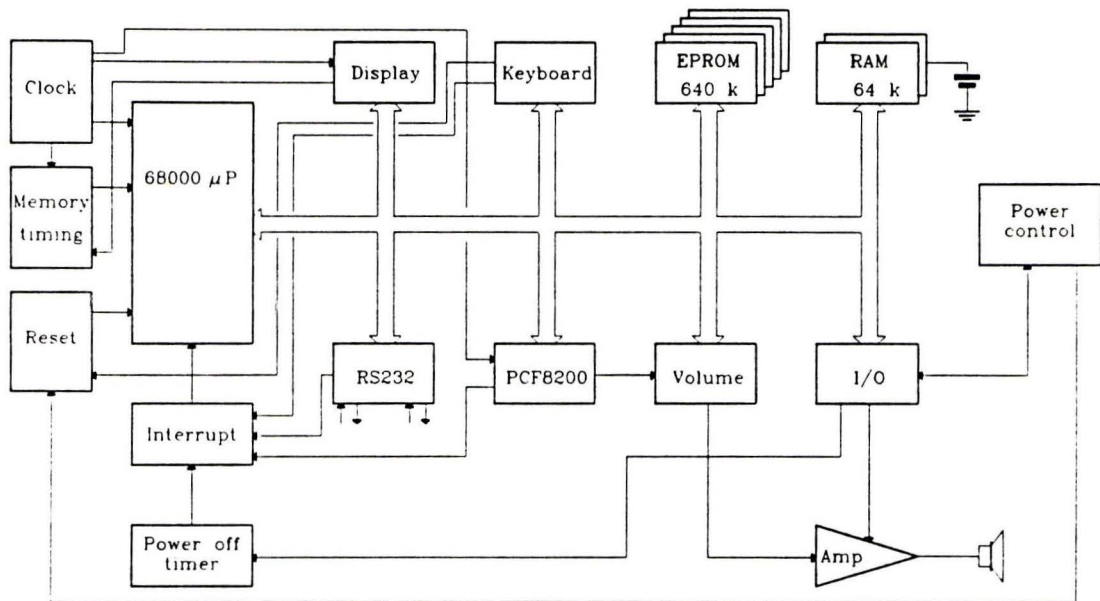 Clock
Display
Keyboard
EPROM
640 k
RAM
64 k
68000 μP
Memory
timing
Power
control
Reset
RS232
PCF8200
Volume
I/O
Interrupt
Power off
timer
Amp